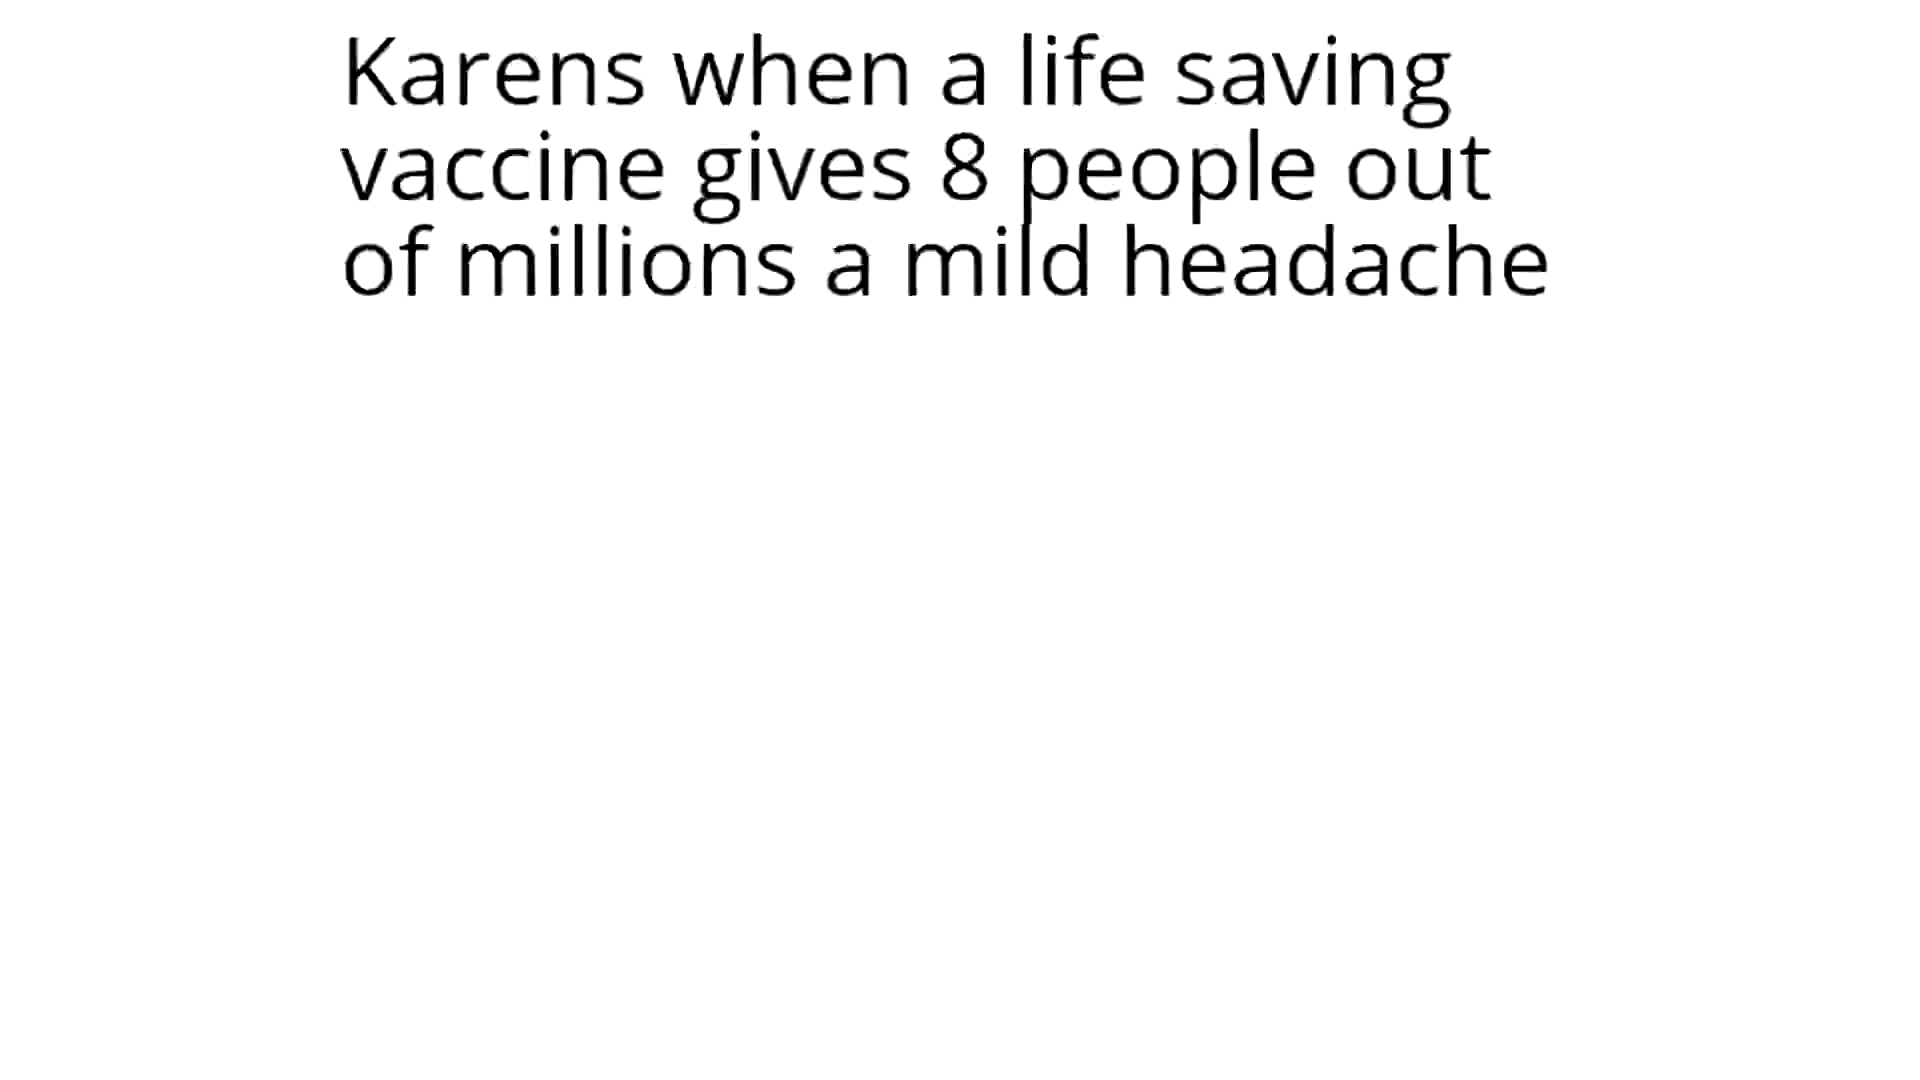 Karens when a life saving
vaccine gives 8 people out
of millions a mild headache